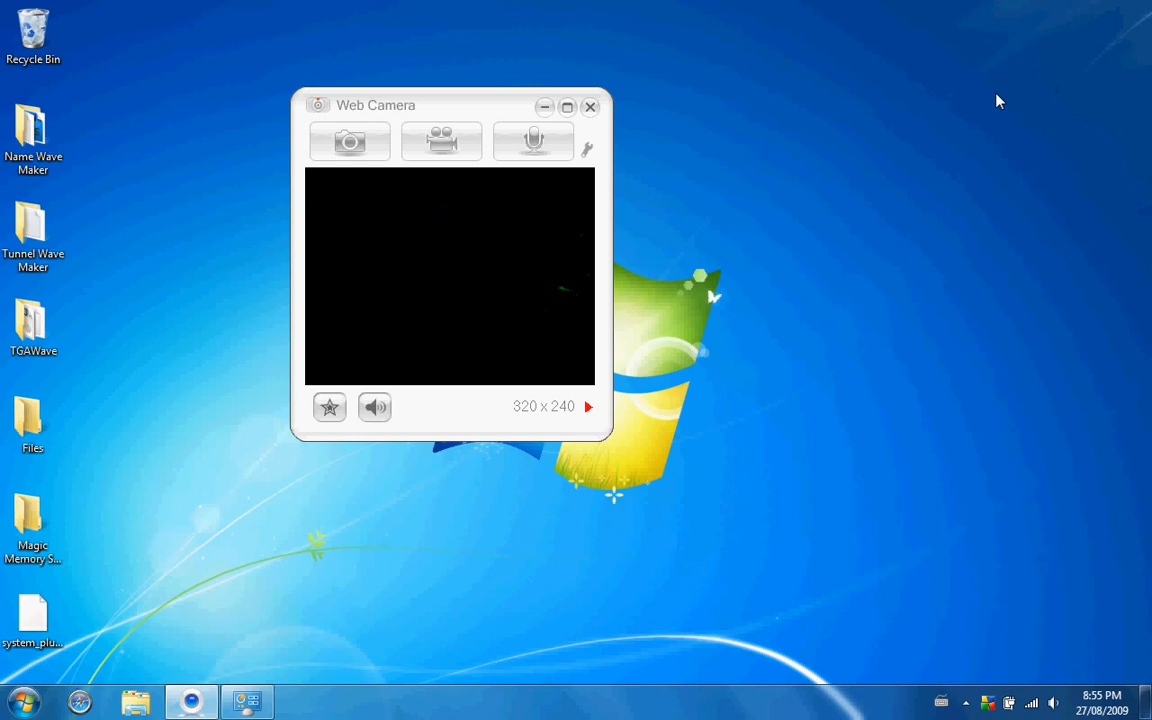 Recycle Bin
Name Wave
Maker
Tunnel Wave
Maker
TGAWave
Files
Magic
Memory S...
system_plu...
Web Camera
320 x 240
8:55 PM
27/08/2009